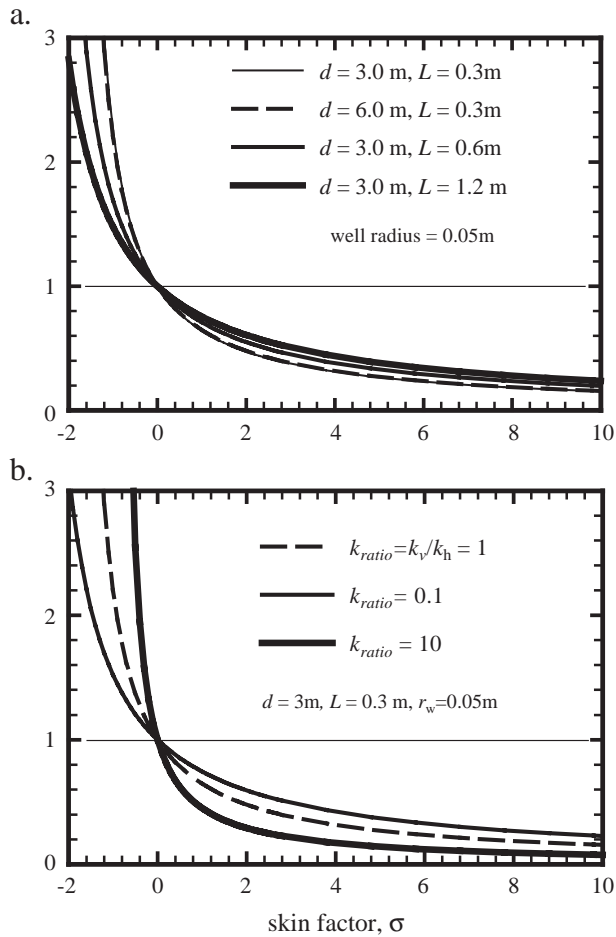 a.
3
2
1
0
-2 0 2 4 6 8 10
d = 3.0 m, L = 0.3m
d = 6.0 m, L = 0.3m
d = 3.0 m, L = 0.6m
d = 3.0 m, L = 1.2 m
well radius = 0.05m
b.
3
2
1
0
-2 0 2 4 6 8 10
k_ratio=k_v/k_h = 1
k_ratio= 0.1
k_ratio = 10
d = 3m, L = 0.3 m, r_w=0.05m
skin factor, σ